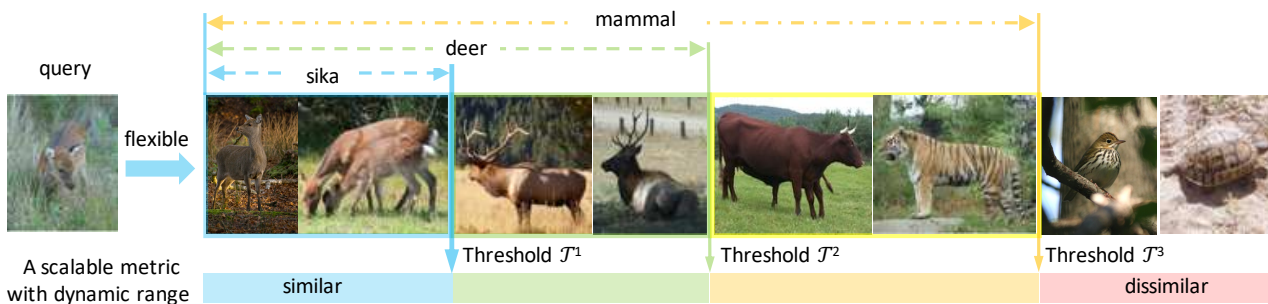 mammal
deer
query
sika
flexible
Threshold 𝒯¹
Threshold 𝒯²
Threshold 𝒯³
A scalable metric
with dynamic range
similar
dissimilar